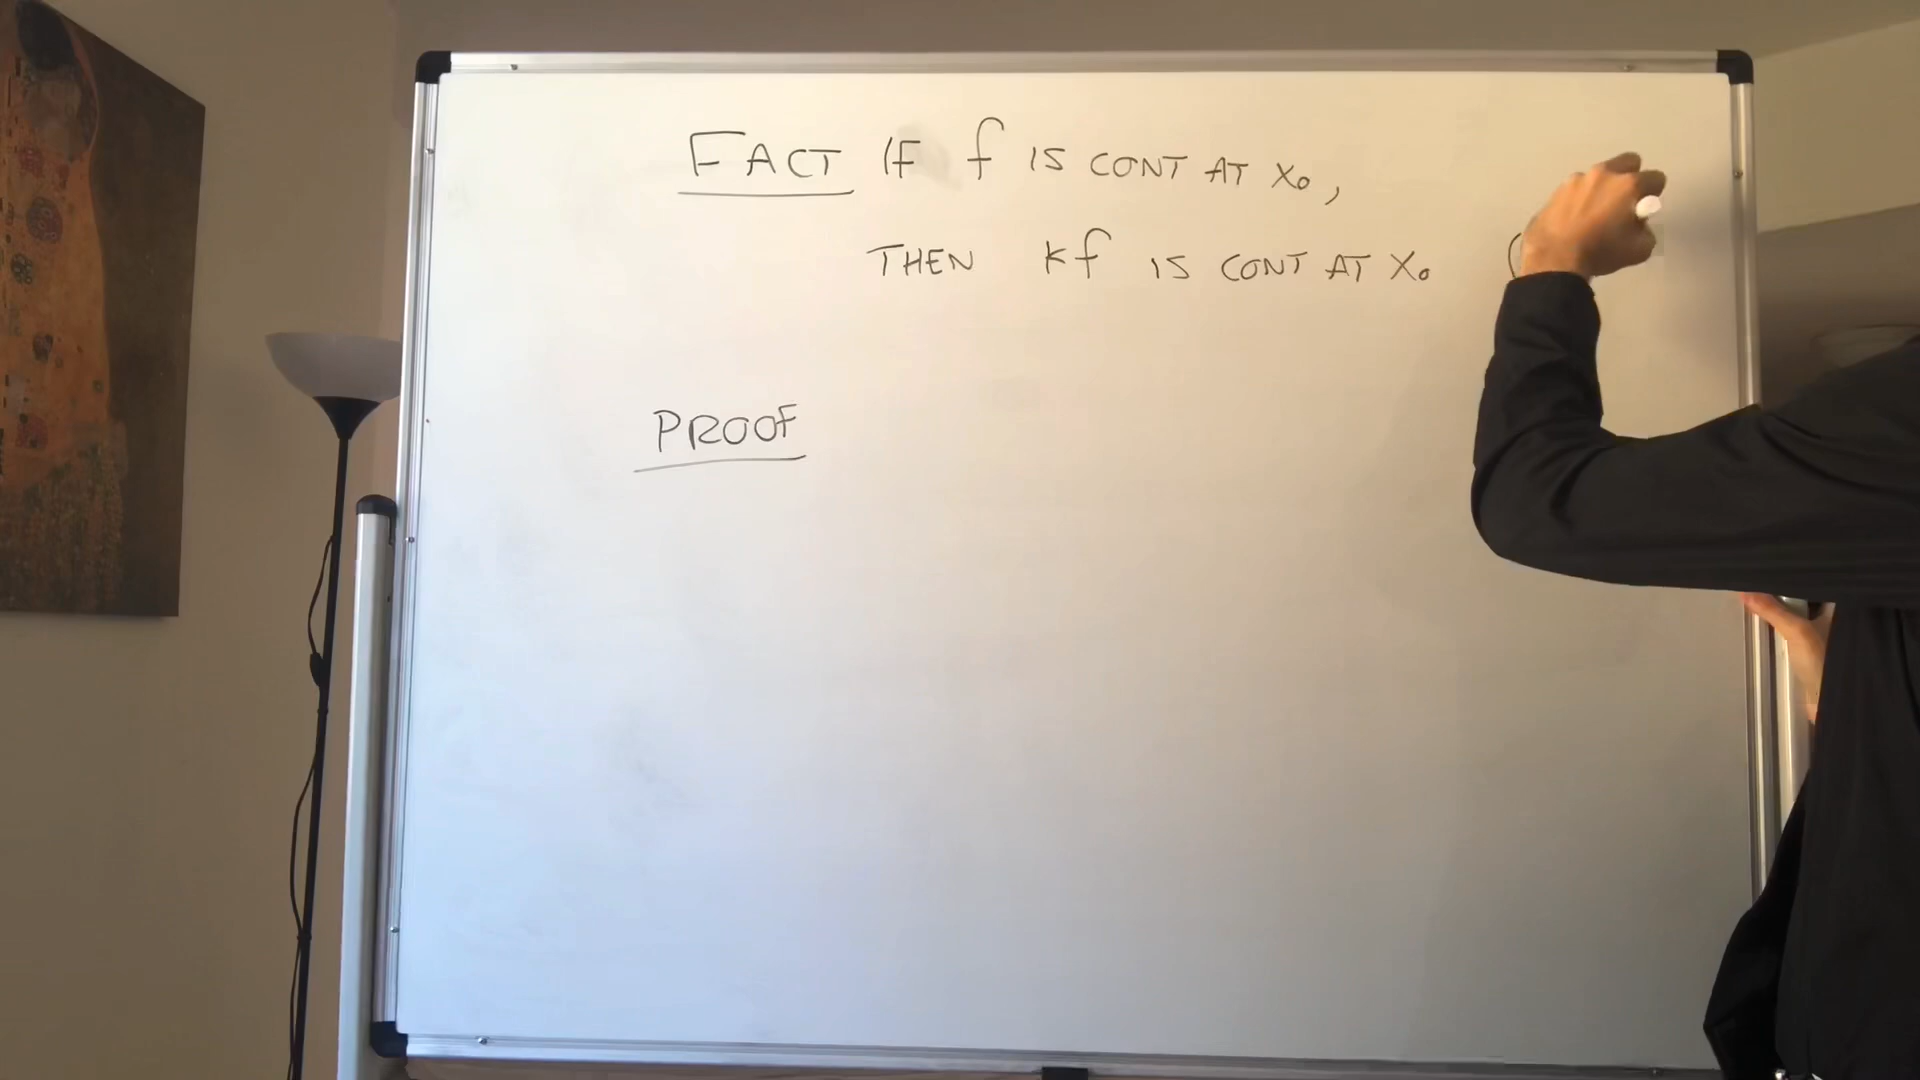 FACT IF f IS CONT AT x₀,
THEN kf IS CONT AT x₀ (
PROOF